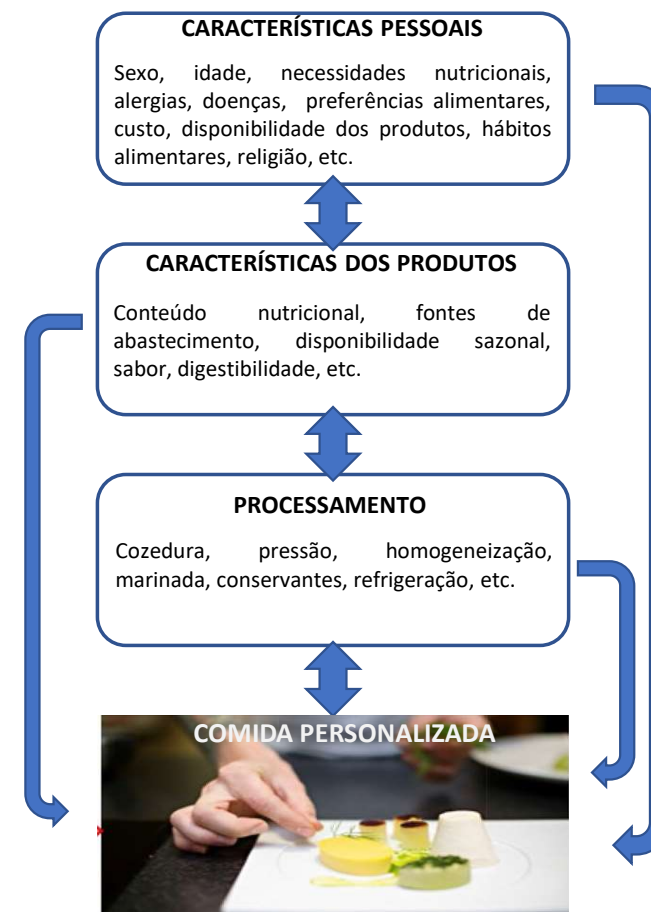 CARACTERÍSTICAS PESSOAIS
Sexo, idade, necessidades nutricionais,
alergias, doenças, preferências alimentares,
custo, disponibilidade dos produtos, hábitos
alimentares, religião, etc.
CARACTERÍSTICAS DOS PRODUTOS
Conteúdo nutricional, fontes de
abastecimento, disponibilidade sazonal,
sabor, digestibilidade, etc.
PROCESSAMENTO
Cozedura, pressão, homogeneização,
marinada, conservantes, refrigeração, etc.
COMIDA PERSONALIZADA